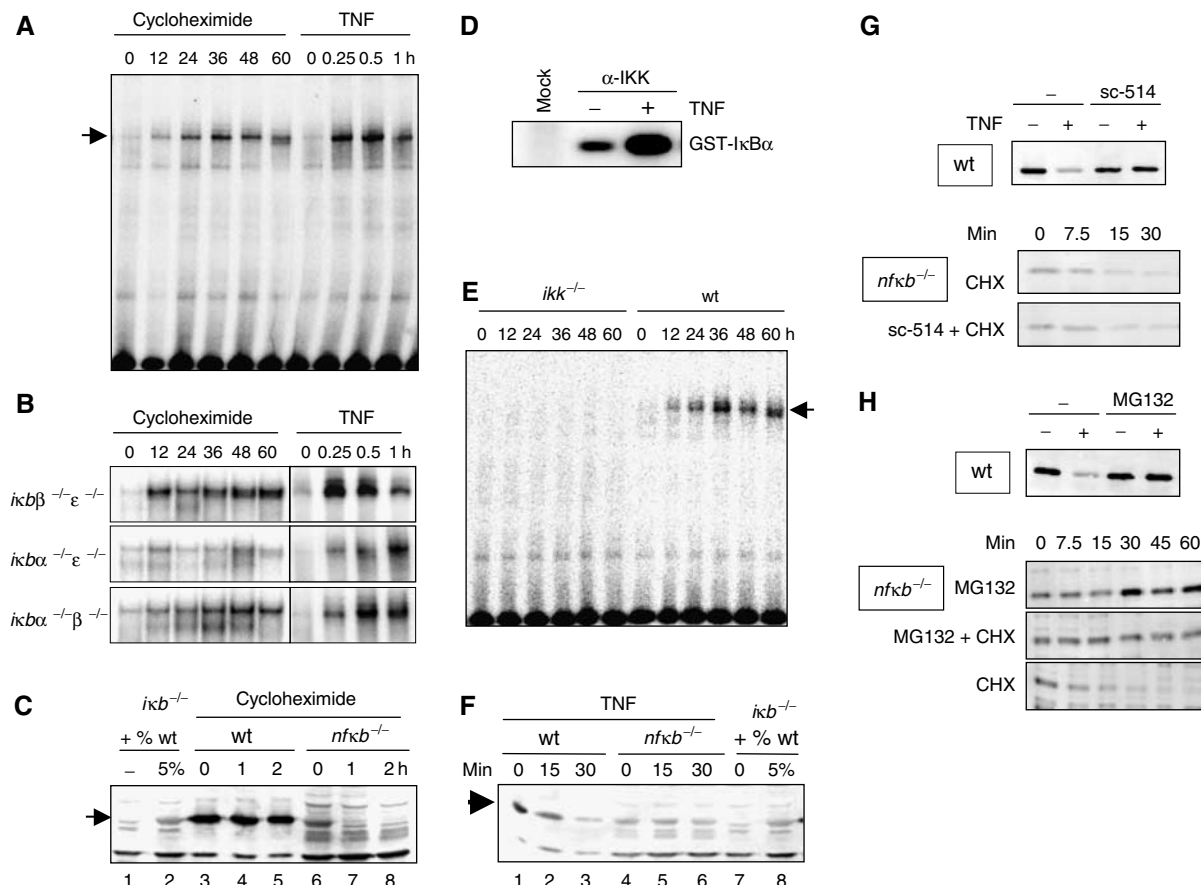 A
Cycloheximide TNF
0 12 24 36 48 60 0 0.25 0.5 1 h
B
Cycloheximide TNF
0 12 24 36 48 60 0 0.25 0.5 1 h
iκbβ −/−ε −/−
iκbα −/−ε −/−
iκbα −/−β −/−
C
iκb−/− Cycloheximide
+ % wt wt nfκb−/−
– 5% 0 1 2 0 1 2 h
1 2 3 4 5 6 7 8
D
Mock
α-IKK
– + TNF
GST-IκBα
E
ikk−/− wt
0 12 24 36 48 60 0 12 24 36 48 60 h
F
TNF iκb−/−
wt nfκb−/− + % wt
Min 0 15 30 0 15 30 0 5%
1 2 3 4 5 6 7 8
G
– sc-514
TNF – + – +
wt
Min 0 7.5 15 30
nfκb−/− CHX
sc-514 + CHX
H
– MG132
– + – +
wt
Min 0 7.5 15 30 45 60
nfκb−/− MG132
MG132 + CHX
CHX